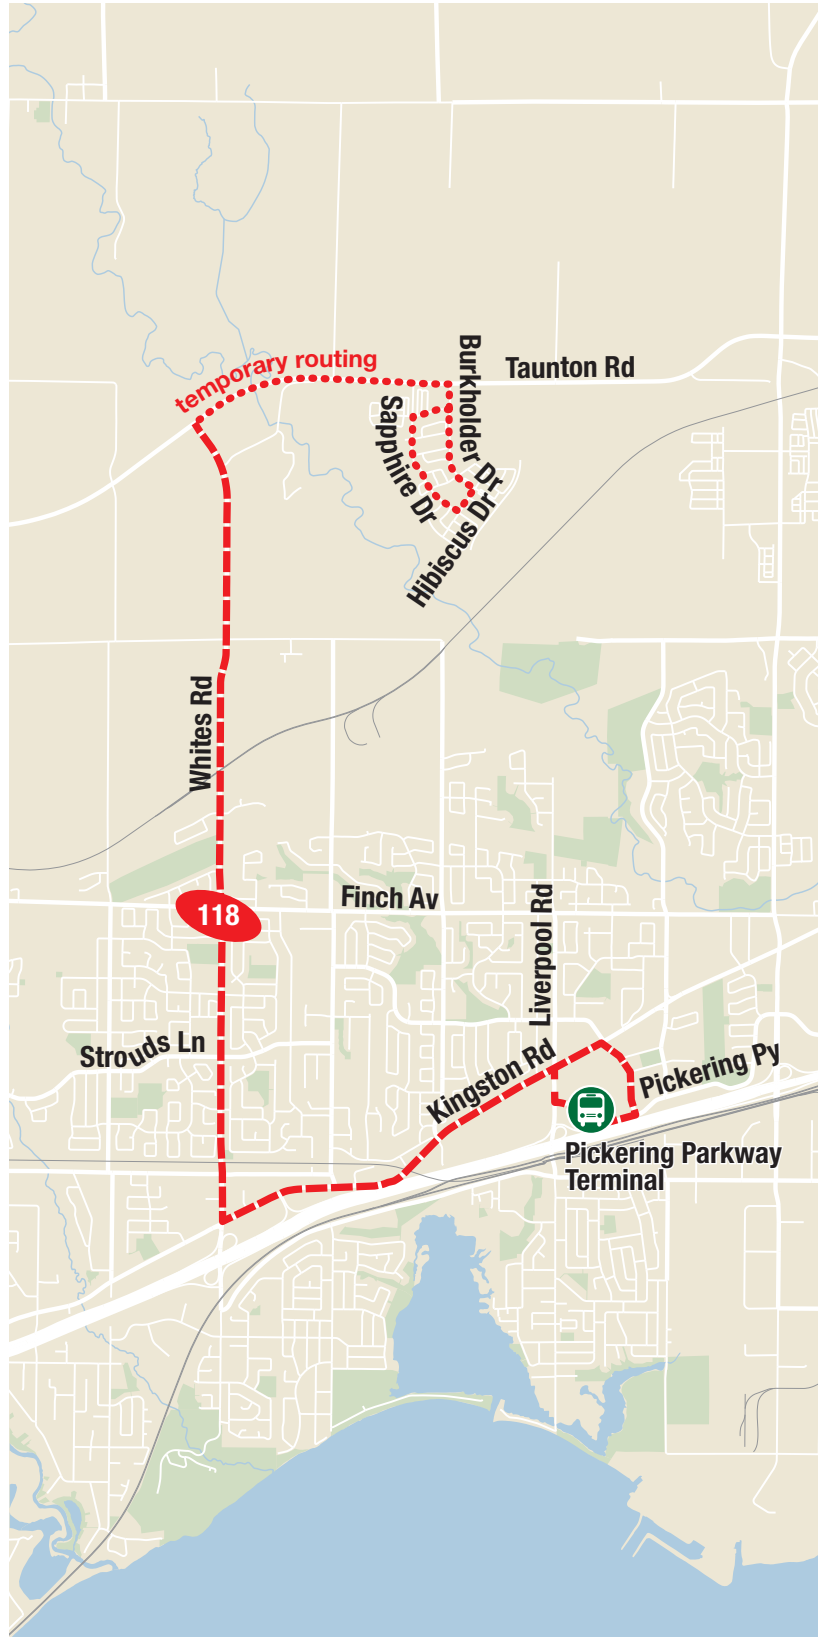 Burkholder Dr
Taunton Rd
temporary routing
Sapphire Dr
Hibiscus Dr
Whites Rd
Finch Av
118
Liverpool Rd
Strouds Ln
Kingston Rd
Pickering Py
Pickering Parkway
Terminal